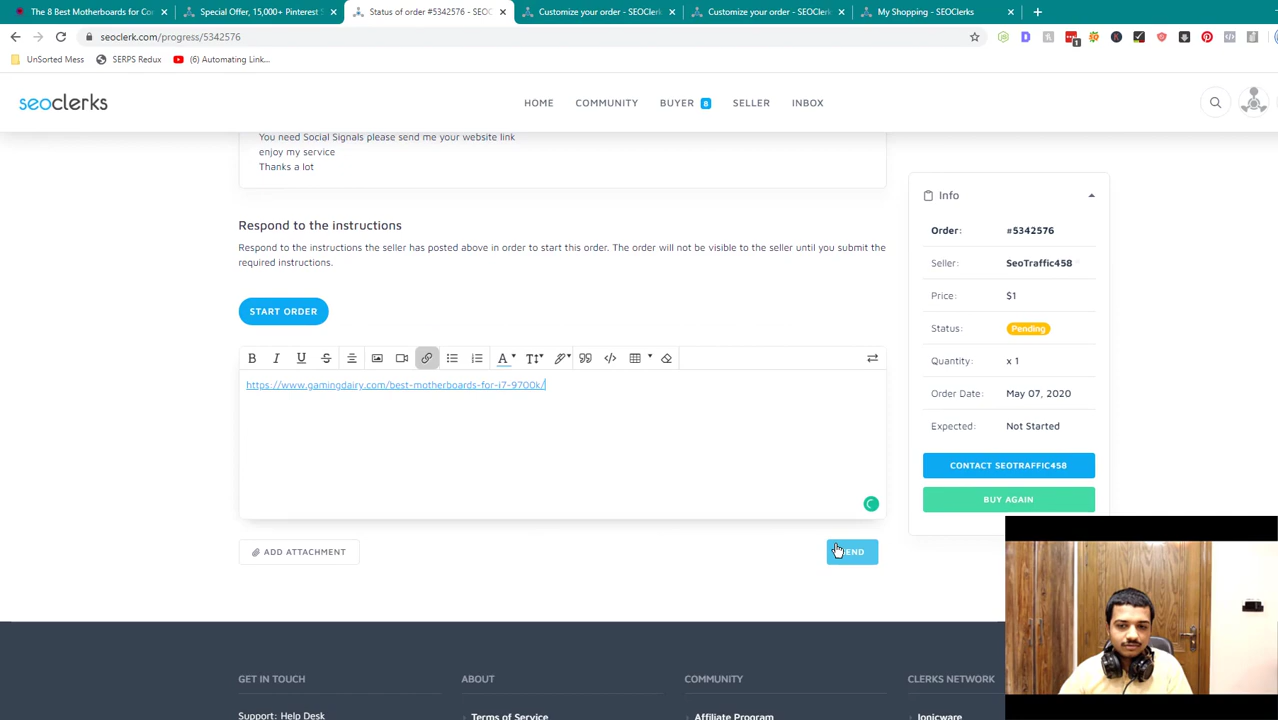 The 8 Best Motherboards for Co
Special Offer, 15,000+ Pinterest S
Status of order #5342576 - SEOC
Customize your order - SEOClerk
Customize your order - SEOClerk
My Shopping - SEOClerks
seoclerk.com/progress/5342576
UnSorted Mess
SERPS Redux
(6) Automating Link...
seoclerks
HOME
COMMUNITY
BUYER 8
SELLER
INBOX
You need Social Signals please send me your website link
enjoy my service
Thanks a lot
Respond to the instructions
Respond to the instructions the seller has posted above in order to start this order. The order will not be visible to the seller until you submit the
required instructions.
START ORDER
https://www.gamingdairy.com/best-motherboards-for-i7-9700k/
ADD ATTACHMENT
Info
Order: #5342576
Seller: SeoTraffic458
Price: $1
Status: Pending
Quantity: x 1
Order Date: May 07, 2020
Expected: Not Started
CONTACT SEOTRAFFIC458
BUY AGAIN
GET IN TOUCH
ABOUT
COMMUNITY
CLERKS NETWORK
Support: Help Desk
Terms of Service
Affiliate Program
Ionicware